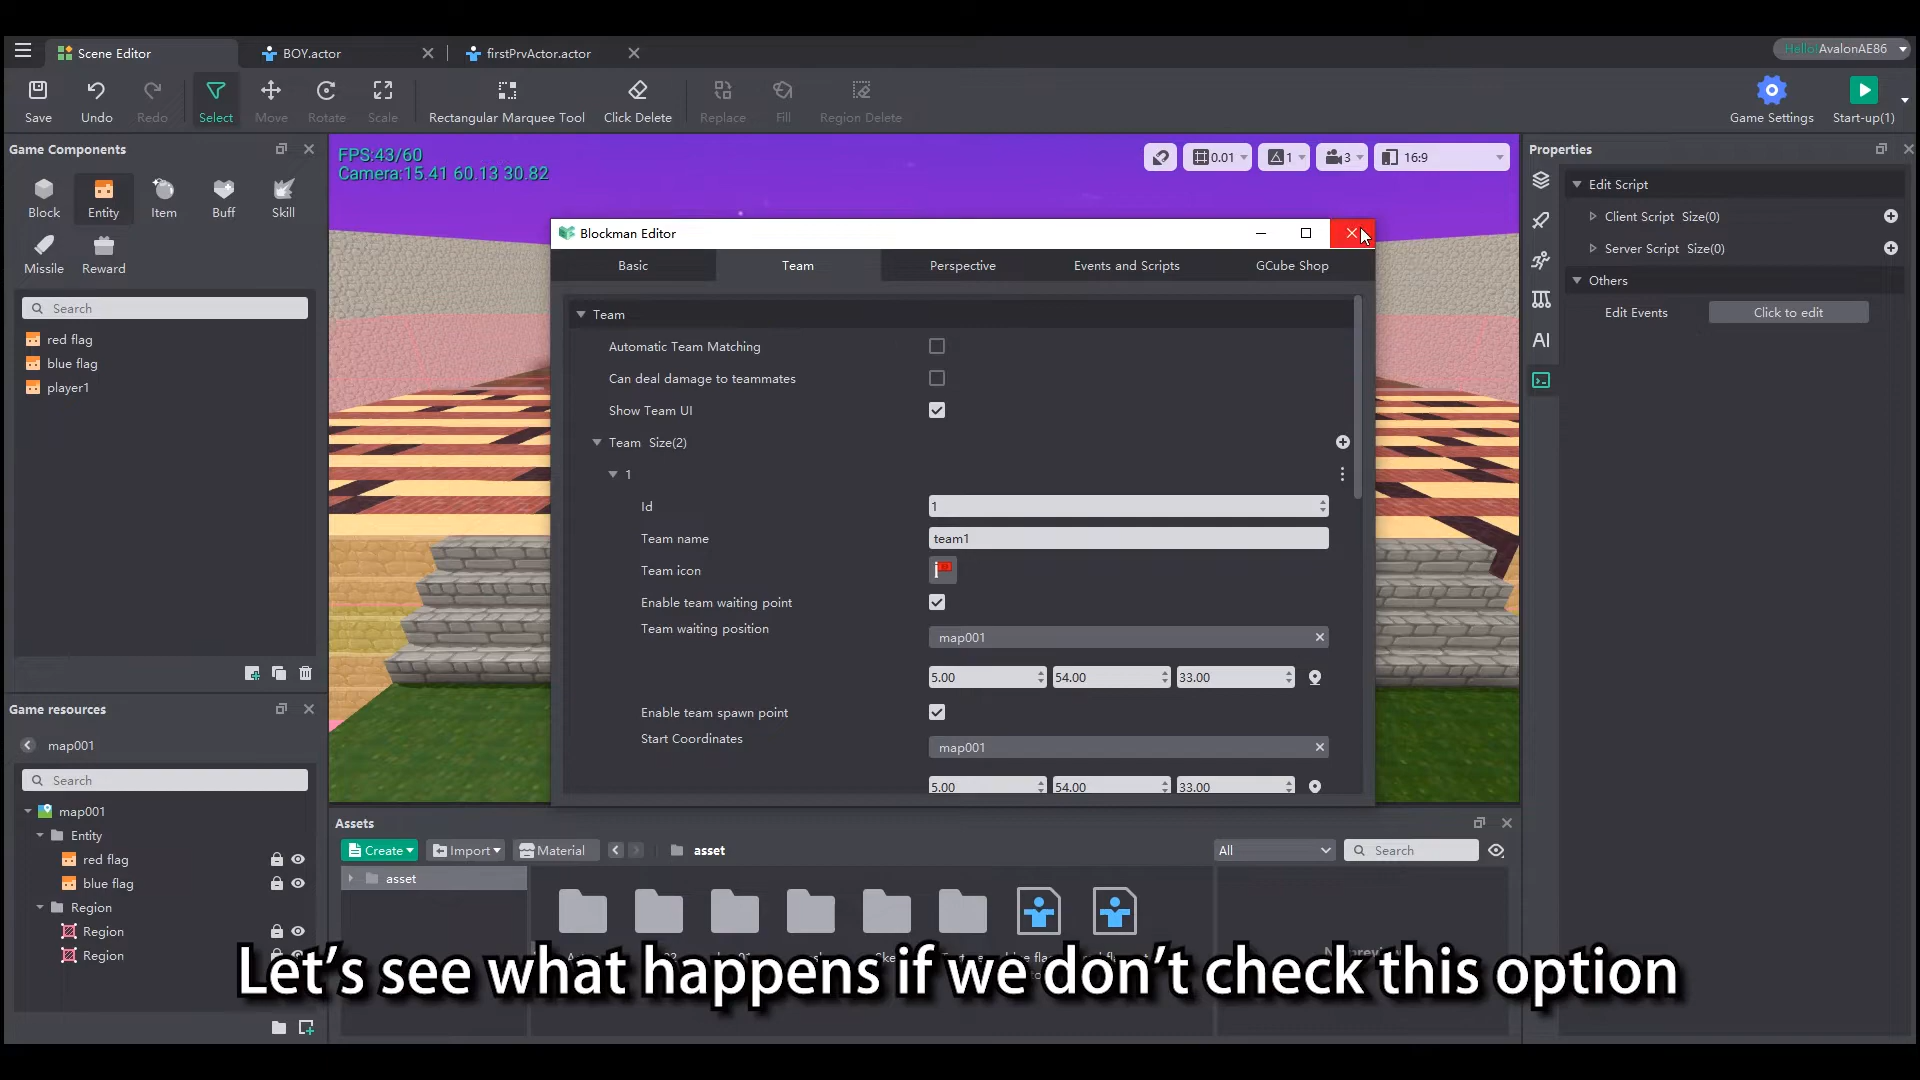 Scene Editor
BOY.actor
firstPrvActor.actor
Hello! AvalonAE86
Save
Undo
Redo
Select
Move
Rotate
Scale
Rectangular Marquee Tool
Click Delete
Replace
Fill
Region Delete
Game Settings
Start-up(1)
Game Components
Block
Entity
Item
Buff
Skill
Missile
Reward
Search
red flag
blue flag
player1
Game resources
map001
Search
map001
Entity
red flag
blue flag
Region
Region
Region
FPS:43/60
Camera:15.41 60.13 30.82
0.01
1
3
16:9
Blockman Editor
Basic
Team
Perspective
Events and Scripts
GCube Shop
Team
Automatic Team Matching
Can deal damage to teammates
Show Team UI
Team Size(2)
1
Id
1
Team name
team1
Team icon
Enable team waiting point
Team waiting position
map001
5.00
54.00
33.00
Enable team spawn point
Start Coordinates
map001
5.00
54.00
33.00
Properties
Edit Script
Client Script Size(0)
Server Script Size(0)
Others
Edit Events
Click to edit
AI
Assets
Create
Import
Material
asset
All
Search
asset
Let's see what happens if we don't check this option